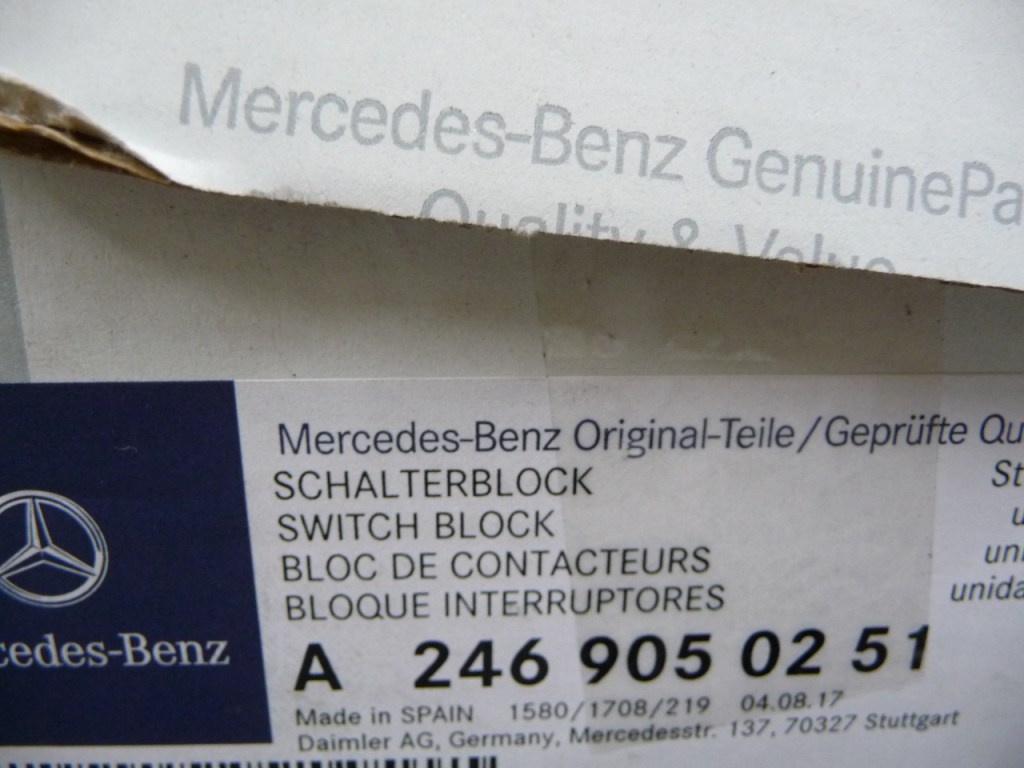 Mercedes-Benz GenuinePa
Quality & Value
Mercedes-Benz Original-Teile/Geprüfte Qu
SCHALTERBLOCK
SWITCH BLOCK
BLOC DE CONTACTEURS
BLOQUE INTERRUPTORES
St
u
uni
unida
cedes-Benz
A 246 905 02 51
Made in SPAIN 1580/1708/219 04.08.17
Daimler AG, Germany, Mercedesstr. 137, 70327 Stuttgart